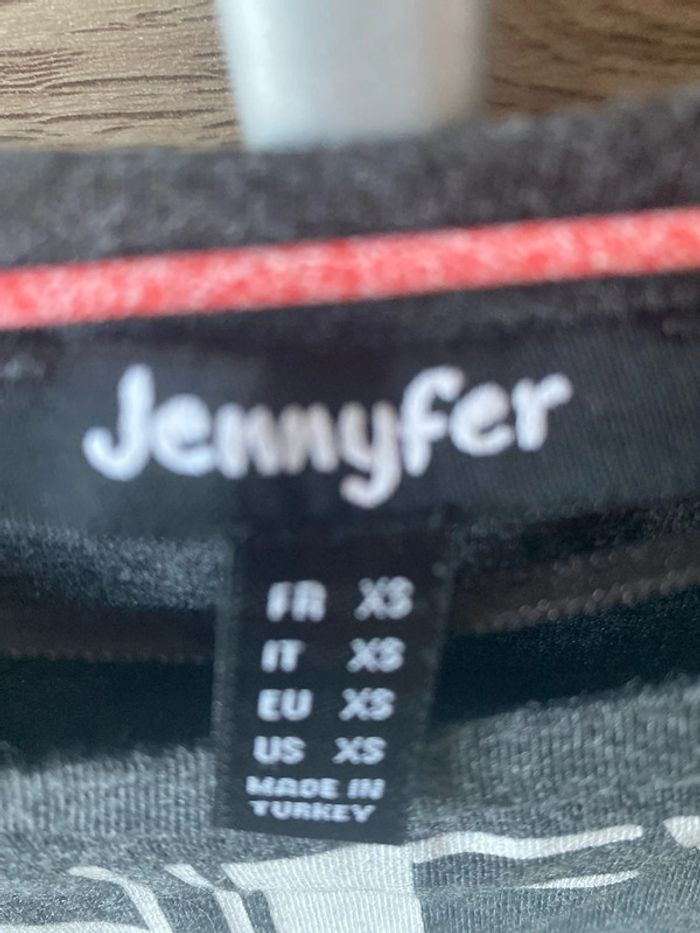 Jennyfer
FR XS
IT XS
EU XS
US XS
MADE IN
TURKEY